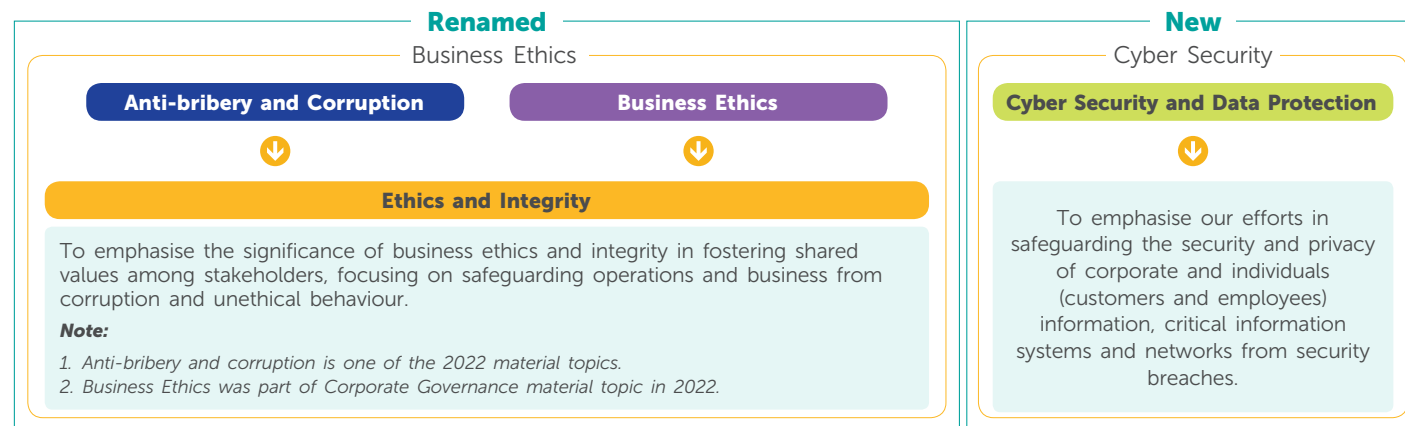 Renamed
Business Ethics
Anti-bribery and Corruption
Business Ethics
Ethics and Integrity
To emphasise the significance of business ethics and integrity in fostering shared
values among stakeholders, focusing on safeguarding operations and business from
corruption and unethical behaviour.
Note:
1. Anti-bribery and corruption is one of the 2022 material topics.
2. Business Ethics was part of Corporate Governance material topic in 2022.
New
Cyber Security
Cyber Security and Data Protection
To emphasise our efforts in
safeguarding the security and privacy
of corporate and individuals
(customers and employees)
information, critical information
systems and networks from security
breaches.